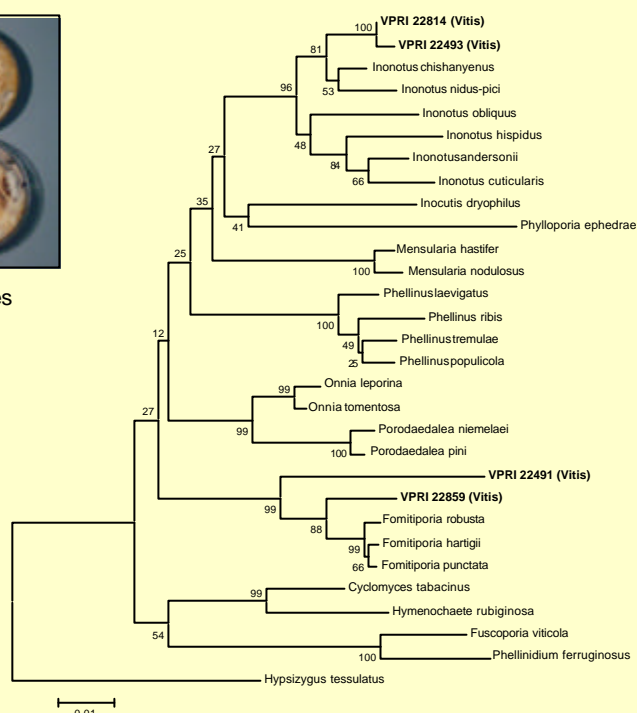 VPRI 22814 (Vitis)
100
VPRI 22493 (Vitis)
81
Inonotus chishyenus
53
Inonotus nidus-pici
96
Inonotus obliquus
48
Inonotus hispidus
84
Inonotusandersonii
66
Inonotus cuticularis
27
Inocutis dryophilus
41
Phylloporia ephedrae
35
Mensularia hastifer
100
Mensularia nodulosus
25
Phellinuslaevigatus
100
Phellinus ribis
49
Phellinustremulae
25
Phellinuspopulicola
12
Onnia leporina
99
Onnia tomentosa
99
Porodaedalea niemelaei
100
Porodaedalea pini
27
VPRI 22491 (Vitis)
99
VPRI 22859 (Vitis)
88
Fomitiporia robusta
99
Fomitiporia hartigii
66
Fomitiporia punctata
Cyclomyces tabacinus
99
Hymenochaete rubiginosa
54
Fuscoporia viticola
100
Phellinidium ferruginosus
Hypsizygus tessulatus